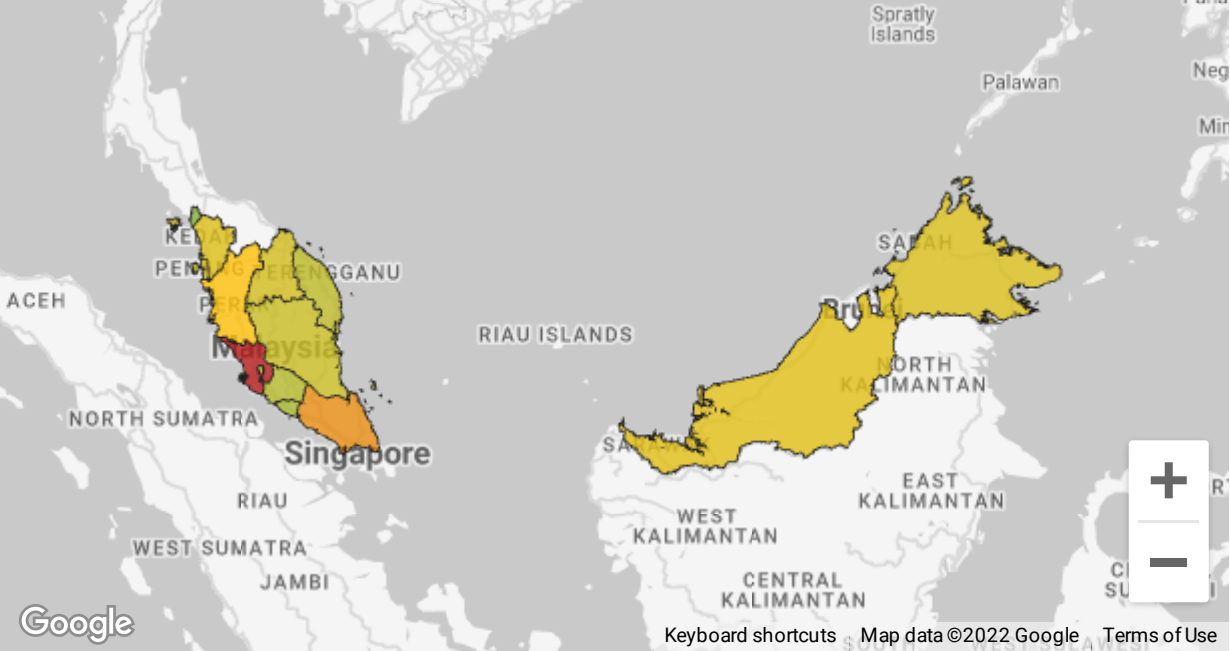 Spratly
Islands
Palawan
Neg
KEDAH
PENANG
TERENGGANU
ACEH
PERAK
RIAU ISLANDS
SABAH
Brunei
Malaysia
NORTH
KALIMANTAN
NORTH SUMATRA
SARAWAK
Singapore
RIAU
EAST
KALIMANTAN
WEST
KALIMANTAN
WEST SUMATRA
JAMBI
CENTRAL
KALIMANTAN
Google
Keyboard shortcuts
Map data ©2022 Google
Terms of Use